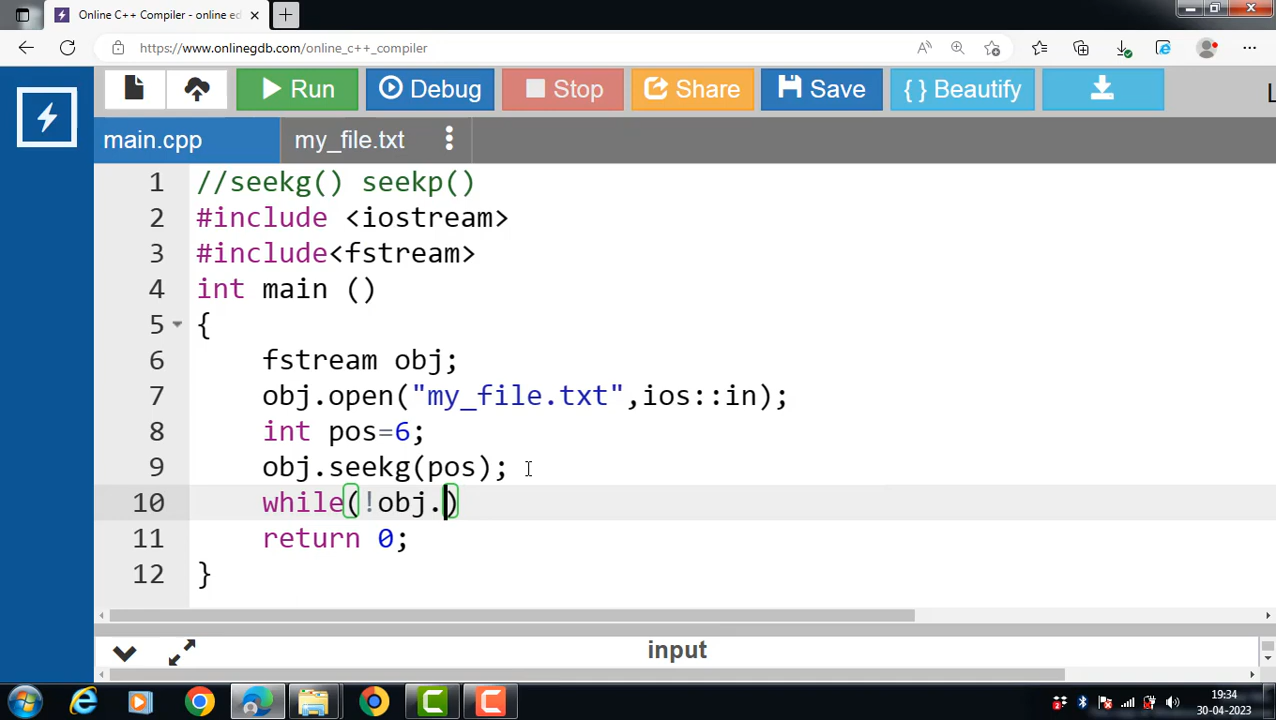 Online C++ Compiler - online ed
https://www.onlinegdb.com/online_c++_compiler
Run Debug Stop Share Save { } Beautify
main.cpp my_file.txt
1 //seekg() seekp()
2 #include <iostream>
3 #include<fstream>
4 int main ()
5 {
6 fstream obj;
7 obj.open("my_file.txt",ios::in);
8 int pos=6;
9 obj.seekg(pos);
10 while(!obj.)
11 return 0;
12 }
input
19:34
30-04-2023